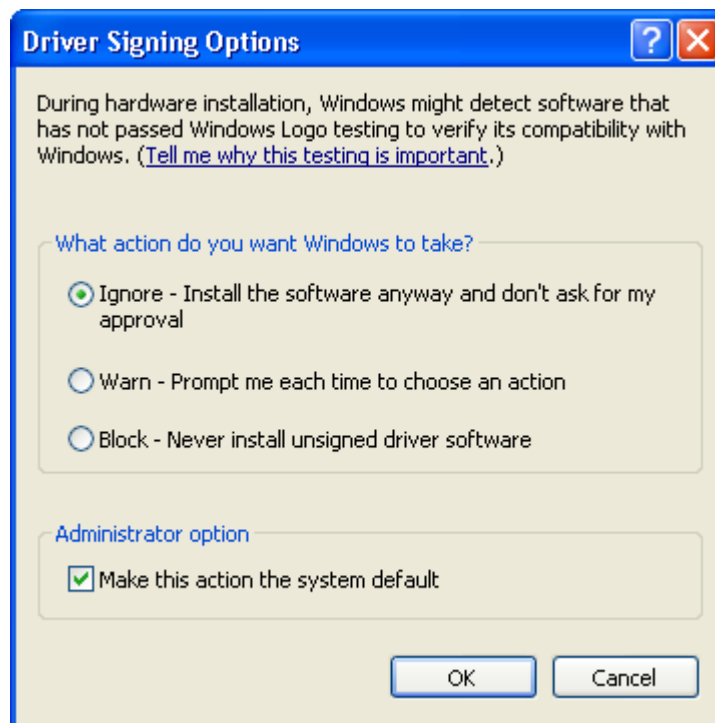 Driver Signing Options
During hardware installation, Windows might detect software that
has not passed Windows Logo testing to verify its compatibility with
Windows. (Tell me why this testing is important.)
What action do you want Windows to take?
Ignore - Install the software anyway and don't ask for my
approval
Warn - Prompt me each time to choose an action
Block - Never install unsigned driver software
Administrator option
Make this action the system default
OK Cancel